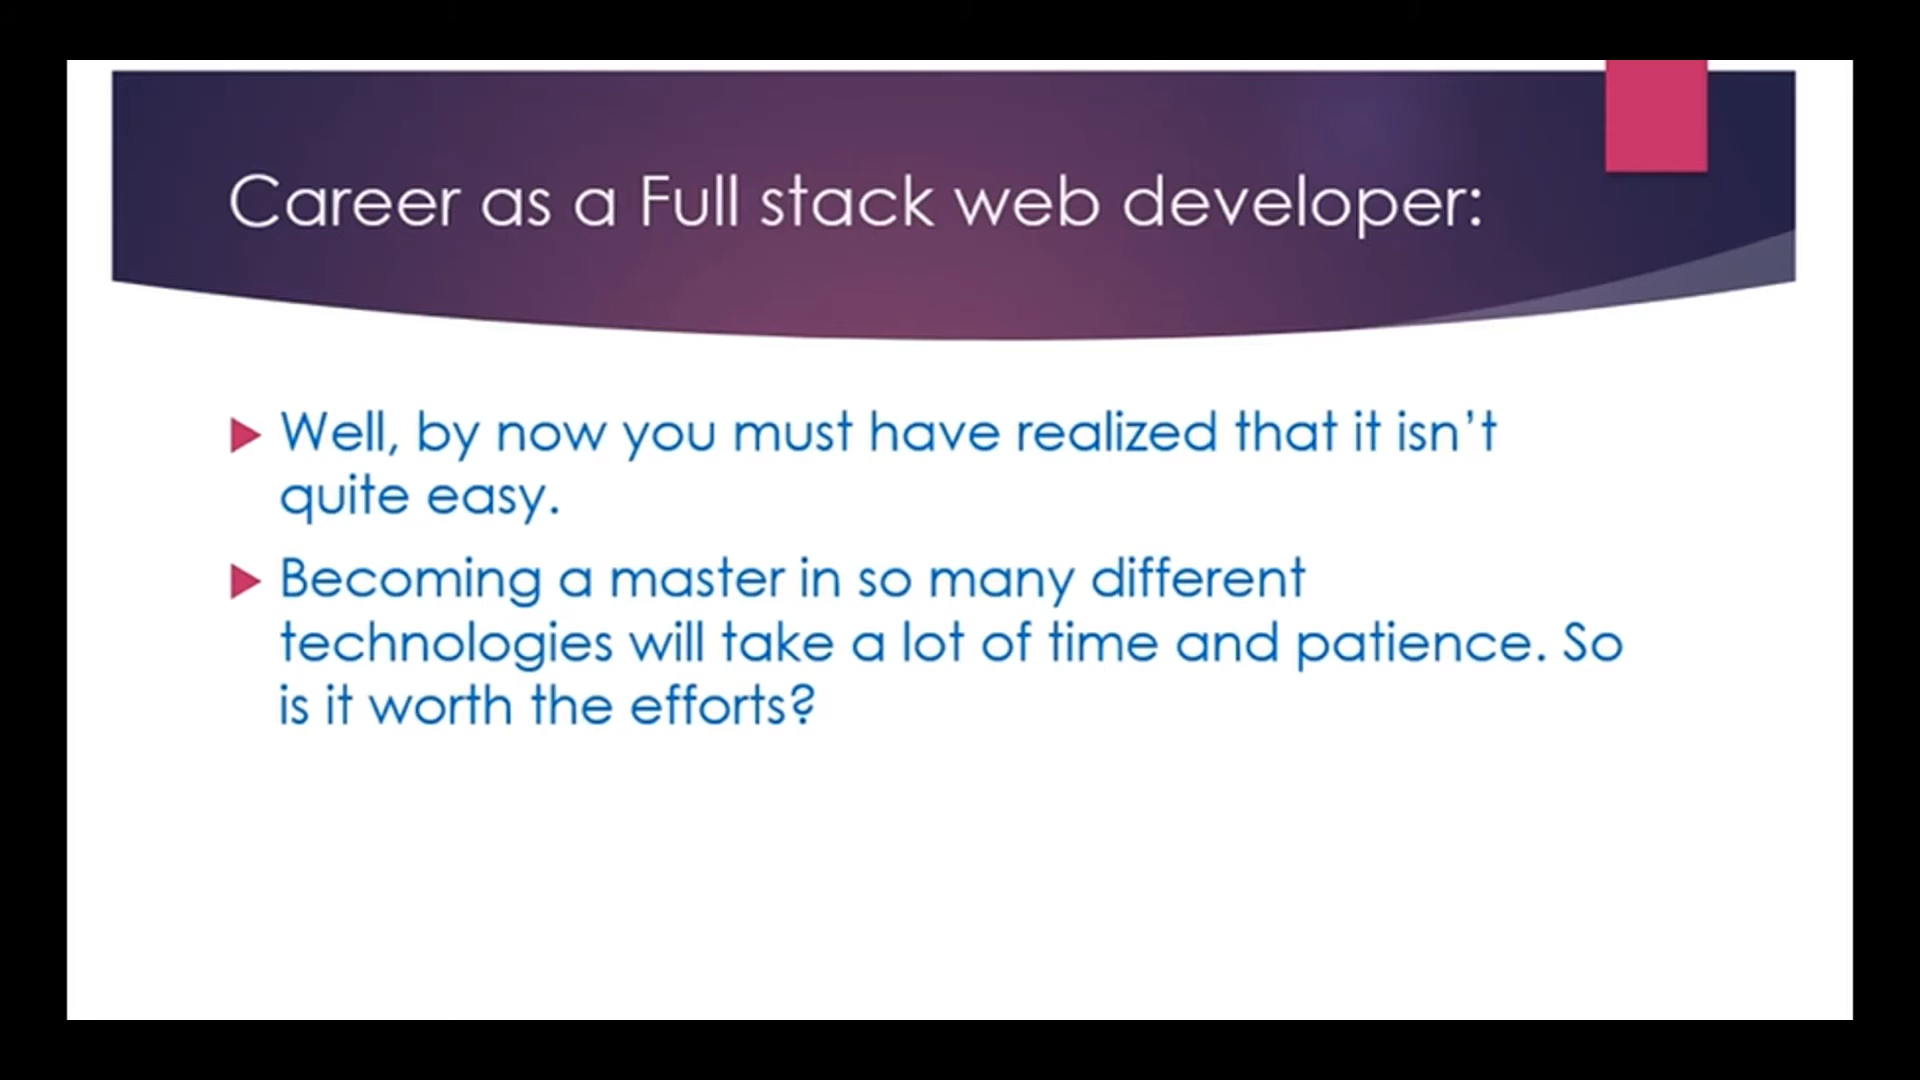 Career as a Full stack web developer:
Well, by now you must have realized that it isn’t
quite easy.
Becoming a master in so many different
technologies will take a lot of time and patience. So
is it worth the efforts?